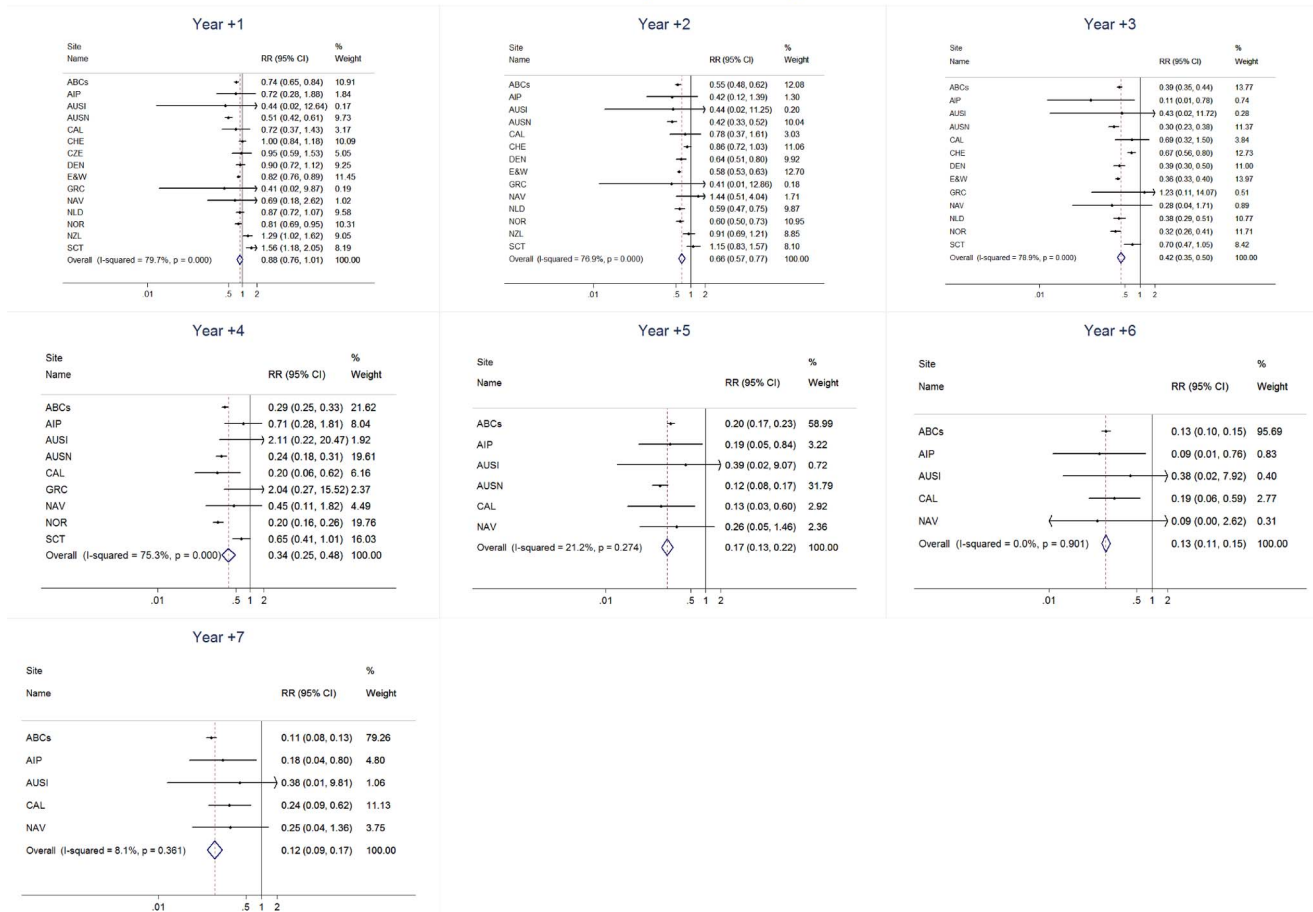 Year +1
Site %
Name RR (95% CI) Weight
ABCs 0.74 (0.65, 0.84) 10.91
AIP 0.72 (0.28, 1.88) 1.84
AUSI 0.44 (0.02, 12.64) 0.17
AUSN 0.51 (0.42, 0.61) 9.73
CAL 0.72 (0.37, 1.43) 3.17
CHE 1.00 (0.84, 1.18) 10.09
CZE 0.95 (0.59, 1.53) 5.05
DEN 0.90 (0.72, 1.12) 9.25
E&W 0.82 (0.76, 0.89) 11.45
GRC 0.41 (0.02, 9.87) 0.19
NAV 0.69 (0.18, 2.62) 1.02
NLD 0.87 (0.72, 1.07) 9.58
NOR 0.81 (0.69, 0.95) 10.31
NZL 1.29 (1.02, 1.62) 9.05
SCT 1.56 (1.18, 2.05) 8.19
Overall (I-squared = 79.7%, p = 0.000) 0.88 (0.76, 1.01) 100.00
.01 .5 1 2
Year +2
Site %
Name RR (95% CI) Weight
ABCs 0.55 (0.48, 0.62) 12.08
AIP 0.42 (0.12, 1.39) 1.30
AUSI 0.44 (0.02, 11.25) 0.20
AUSN 0.42 (0.33, 0.52) 10.04
CAL 0.78 (0.37, 1.61) 3.03
CHE 0.86 (0.72, 1.03) 11.06
DEN 0.64 (0.51, 0.80) 9.92
E&W 0.58 (0.53, 0.63) 12.70
GRC 0.41 (0.01, 12.86) 0.18
NAV 1.44 (0.51, 4.04) 1.71
NLD 0.59 (0.47, 0.75) 9.87
NOR 0.60 (0.50, 0.73) 10.95
NZL 0.91 (0.69, 1.21) 8.85
SCT 1.15 (0.83, 1.57) 8.10
Overall (I-squared = 76.9%, p = 0.000) 0.66 (0.57, 0.77) 100.00
.01 .5 1 2
Year +3
Site %
Name RR (95% CI) Weight
ABCs 0.39 (0.35, 0.44) 13.77
AIP 0.11 (0.01, 0.78) 0.74
AUSI 0.43 (0.02, 11.72) 0.28
AUSN 0.30 (0.23, 0.38) 11.37
CAL 0.69 (0.32, 1.50) 3.84
CHE 0.67 (0.56, 0.80) 12.73
DEN 0.39 (0.30, 0.50) 11.00
E&W 0.36 (0.33, 0.40) 13.97
GRC 1.23 (0.11, 14.07) 0.51
NAV 0.28 (0.04, 1.71) 0.89
NLD 0.38 (0.29, 0.51) 10.77
NOR 0.32 (0.26, 0.41) 11.71
SCT 0.70 (0.47, 1.05) 8.42
Overall (I-squared = 78.9%, p = 0.000) 0.42 (0.35, 0.50) 100.00
.01 .5 1 2
Year +4
Site %
Name RR (95% CI) Weight
ABCs 0.29 (0.25, 0.33) 21.62
AIP 0.71 (0.28, 1.81) 8.04
AUSI 2.11 (0.22, 20.47) 1.92
AUSN 0.24 (0.18, 0.31) 19.61
CAL 0.20 (0.06, 0.62) 6.16
GRC 2.04 (0.27, 15.52) 2.37
NAV 0.45 (0.11, 1.82) 4.49
NOR 0.20 (0.16, 0.26) 19.76
SCT 0.65 (0.41, 1.01) 16.03
Overall (I-squared = 75.3%, p = 0.000) 0.34 (0.25, 0.48) 100.00
.01 .5 1 2
Year +5
Site %
Name RR (95% CI) Weight
ABCs 0.20 (0.17, 0.23) 58.99
AIP 0.19 (0.05, 0.84) 3.22
AUSI 0.39 (0.02, 9.07) 0.72
AUSN 0.12 (0.08, 0.17) 31.79
CAL 0.13 (0.03, 0.60) 2.92
NAV 0.26 (0.05, 1.46) 2.36
Overall (I-squared = 21.2%, p = 0.274) 0.17 (0.13, 0.22) 100.00
.01 .5 1 2
Year +6
Site %
Name RR (95% CI) Weight
ABCs 0.13 (0.10, 0.15) 95.69
AIP 0.09 (0.01, 0.76) 0.83
AUSI 0.38 (0.02, 7.92) 0.40
CAL 0.19 (0.06, 0.59) 2.77
NAV 0.09 (0.00, 2.62) 0.31
Overall (I-squared = 0.0%, p = 0.901) 0.13 (0.11, 0.15) 100.00
.01 .5 1 2
Year +7
Site %
Name RR (95% CI) Weight
ABCs 0.11 (0.08, 0.13) 79.26
AIP 0.18 (0.04, 0.80) 4.80
AUSI 0.38 (0.01, 9.81) 1.06
CAL 0.24 (0.09, 0.62) 11.13
NAV 0.25 (0.04, 1.36) 3.75
Overall (I-squared = 8.1%, p = 0.361) 0.12 (0.09, 0.17) 100.00
.01 .5 1 2